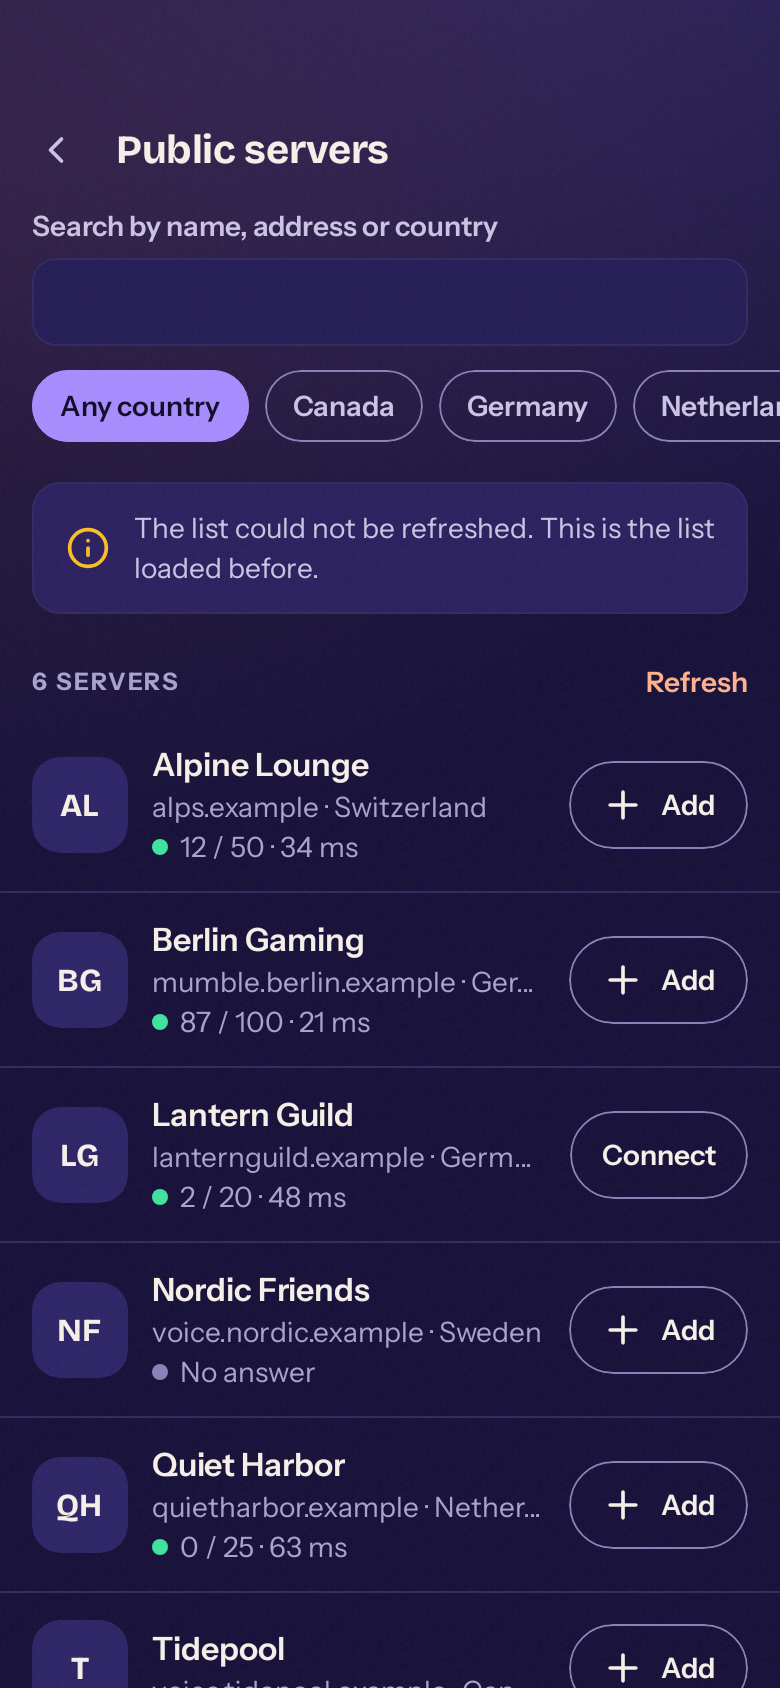 Public servers
Search by name, address or country
Any country
Canada
Germany
The list could not be refreshed. This is the list
loaded before.
6 SERVERS
Refresh
AL
Alpine Lounge
alps.example · Switzerland
12 / 50 · 34 ms
Add
BG
Berlin Gaming
mumble.berlin.example · Ger...
87 / 100 · 21 ms
Add
LG
Lantern Guild
lanternguild.example · Germ...
2 / 20 · 48 ms
Connect
NF
Nordic Friends
voice.nordic.example · Sweden
No answer
Add
QH
Quiet Harbor
quietharbor.example · Nether...
0 / 25 · 63 ms
Add
T
Tidepool
Add